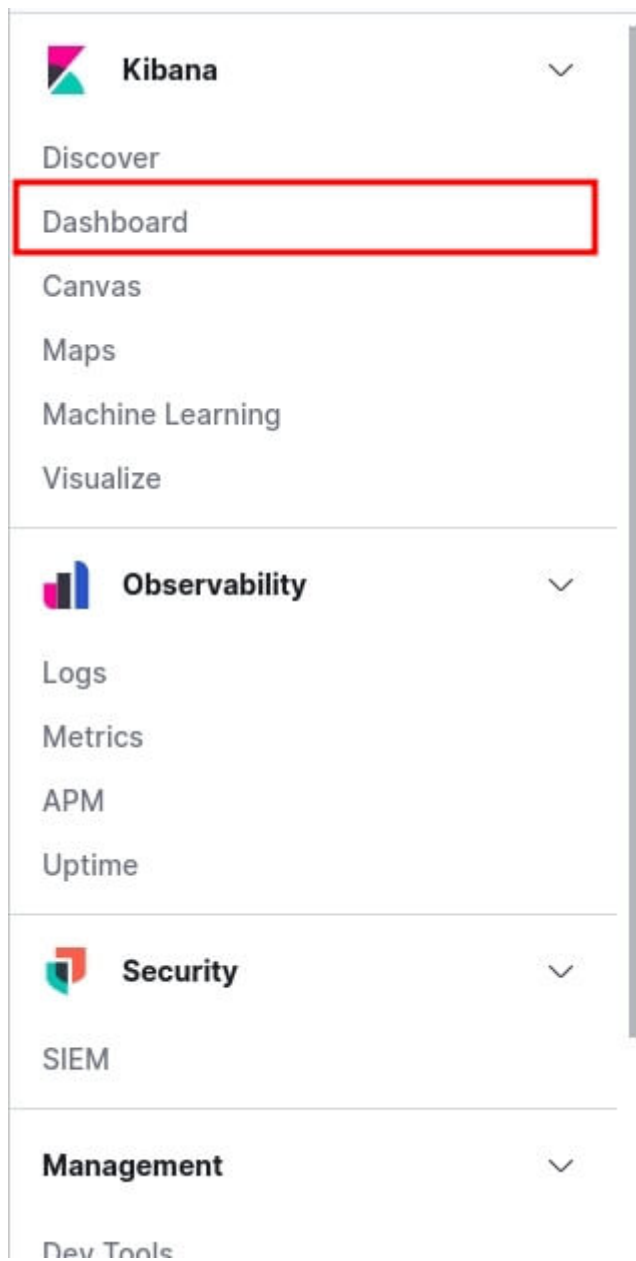 Kibana
Discover
Dashboard
Canvas
Maps
Machine Learning
Visualize
Observability
Logs
Metrics
APM
Uptime
Security
SIEM
Management
Dev Tools